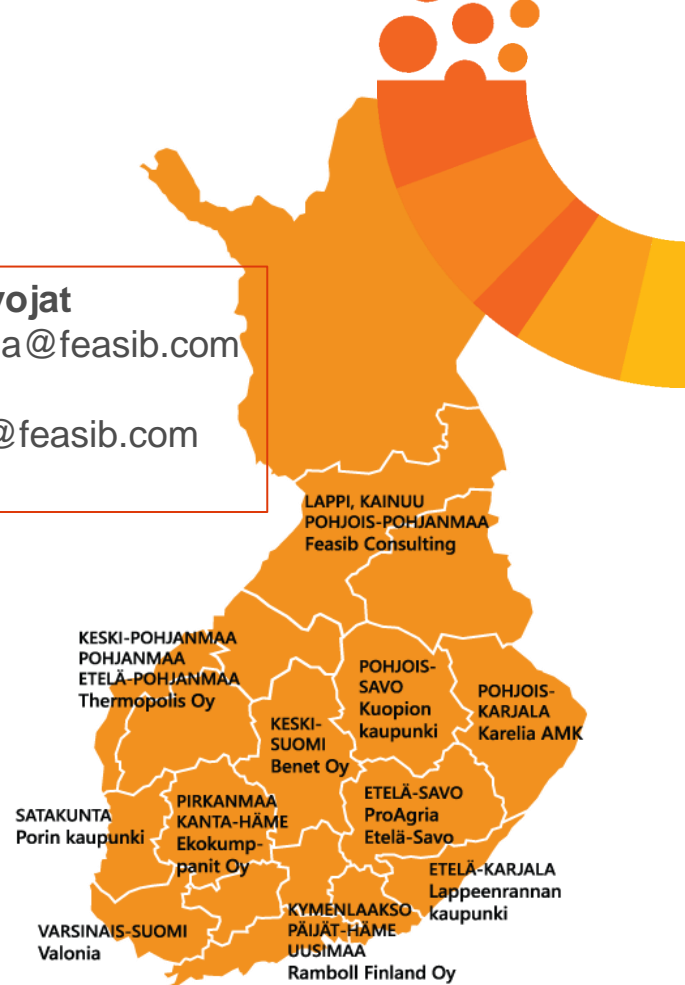 vojat
a@feasib.com
@feasib.com
LAPPI, KAINUU
POHJOIS-POHJANMAA
Feasib Consulting
KESKI-POHJANMAA
POHJANMAA
ETELÄ-POHJANMAA
Thermopolis Oy
POHJOIS-
SAVO
Kuopion
kaupunki
POHJOIS-
KARJALA
Karelia AMK
KESKI-
SUOMI
Benet Oy
SATAKUNTA
Porin kaupunki
PIRKANMAA
KANTA-HÄME
Ekokump-
panit Oy
ETELÄ-SAVO
ProAgria
Etelä-Savo
ETELÄ-KARJALA
Lappeenrannan
kaupunki
VARSINAIS-SUOMI
Valonia
KYMENLAAKSO
PÄIJÄT-HÄME
UUSIMAA
Ramboll Finland Oy